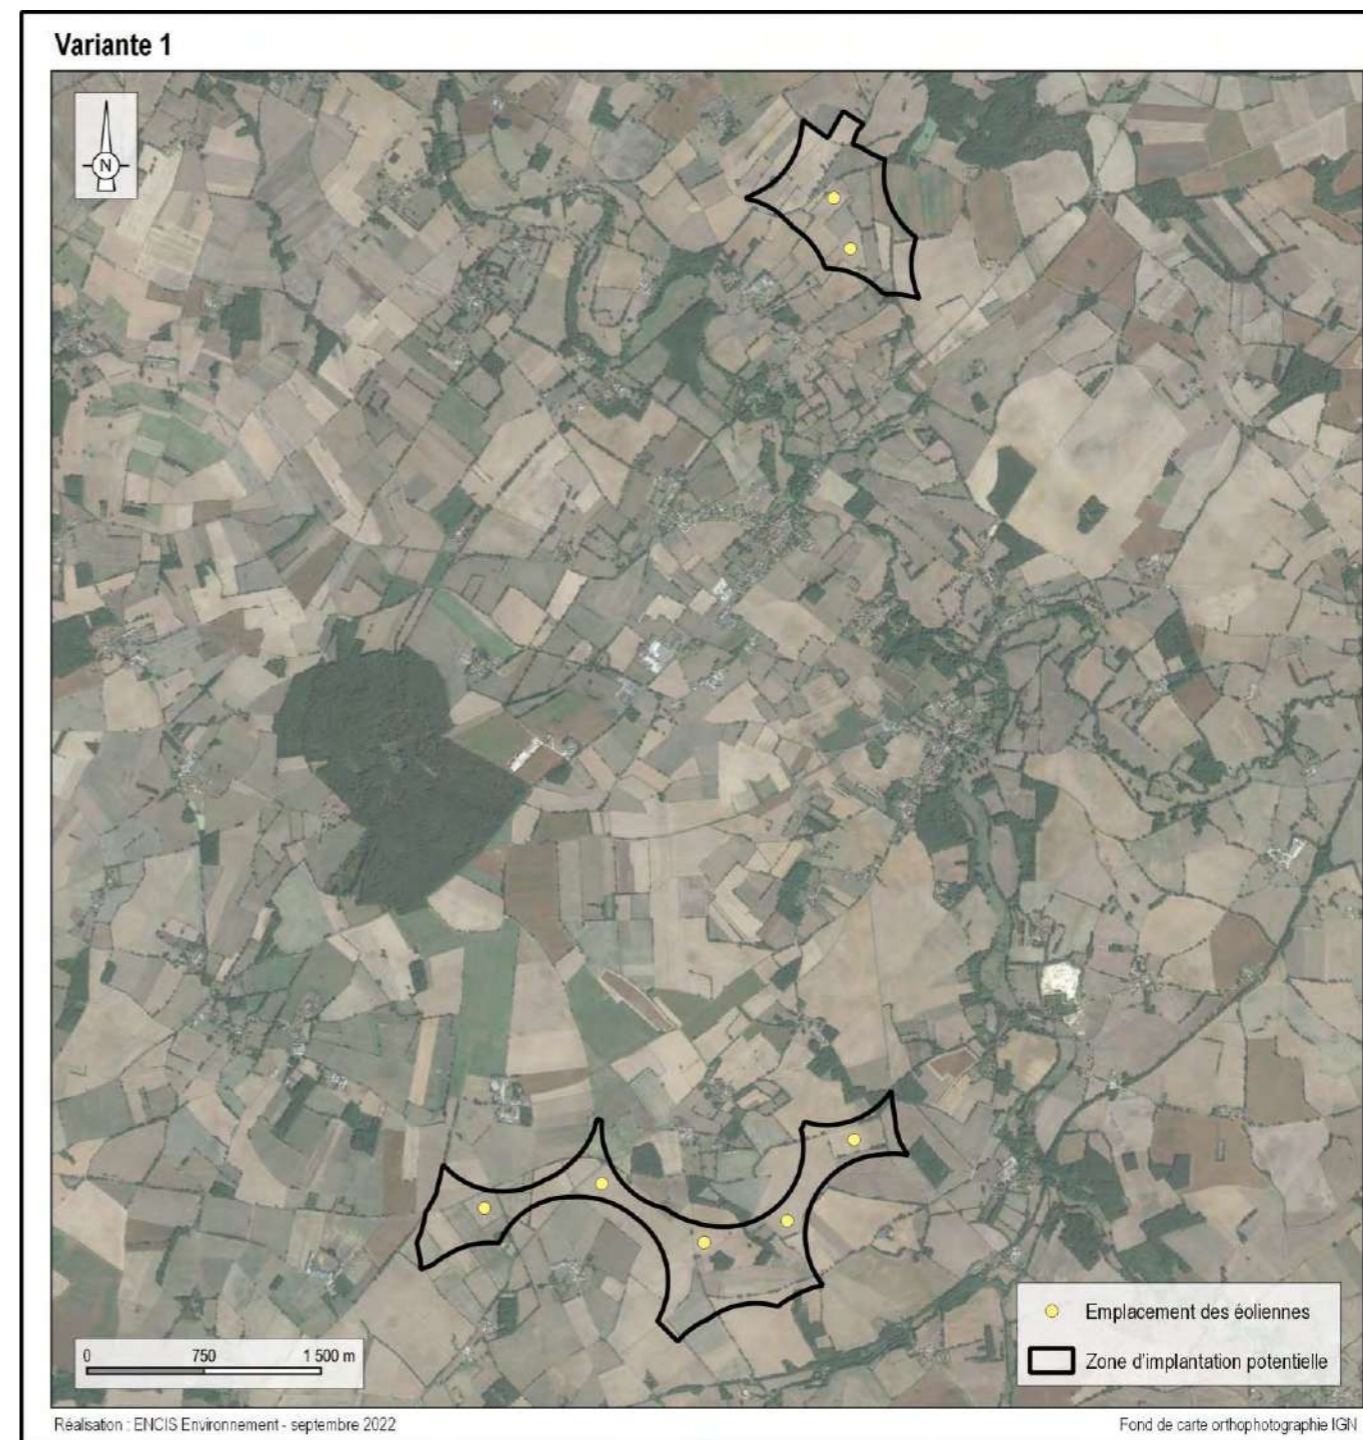 Variante 1
N
Emplacement des éoliennes
Zone d'implantation potentielle
0 750 1 500 m
Réalisation : ENCIS Environnement - septembre 2022
Fond de carte orthophotographie IGN